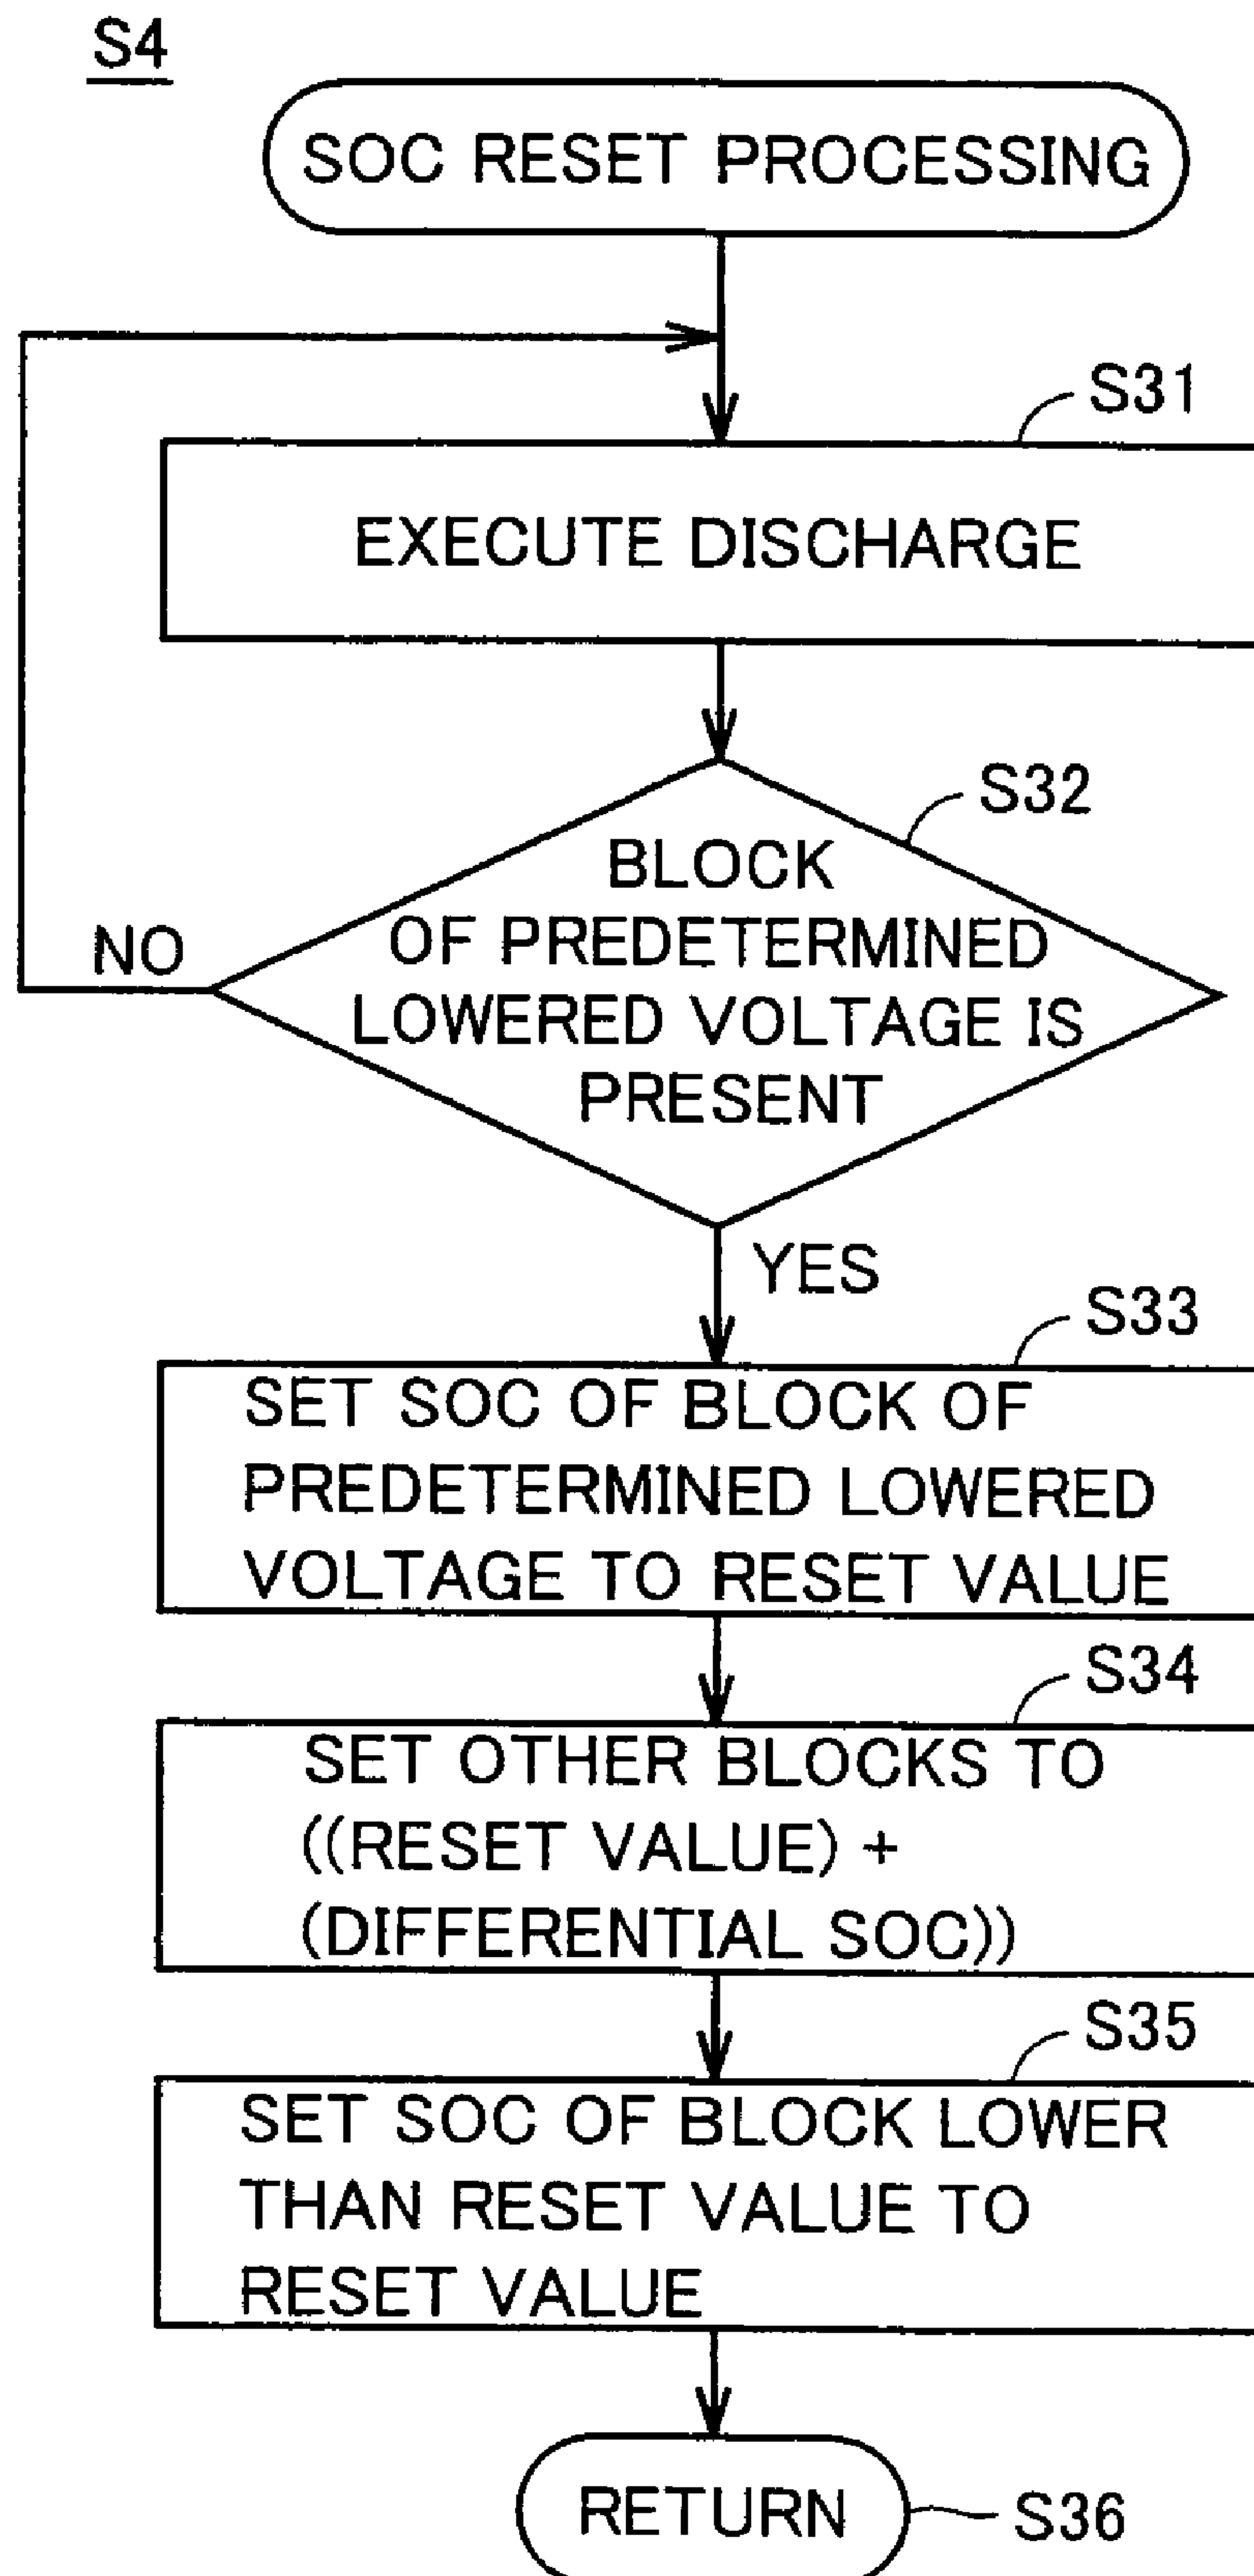 S4
SOC RESET PROCESSING
S31
EXECUTE DISCHARGE
S32
BLOCK
OF PREDETERMINED
LOWERED VOLTAGE IS
PRESENT
NO
YES
S33
SET SOC OF BLOCK OF
PREDETERMINED LOWERED
VOLTAGE TO RESET VALUE
S34
SET OTHER BLOCKS TO
((RESET VALUE) +
(DIFFERENTIAL SOC))
S35
SET SOC OF BLOCK LOWER
THAN RESET VALUE TO
RESET VALUE
RETURN
S36